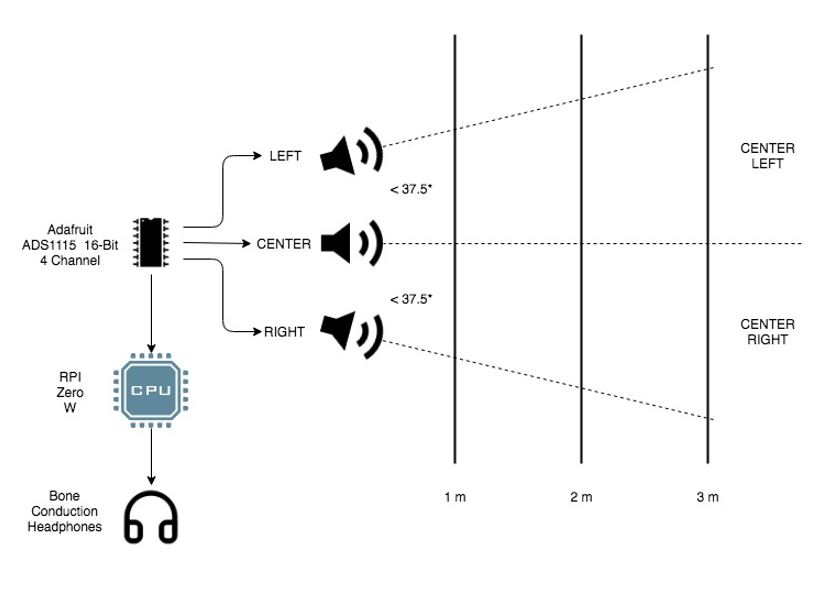 LEFT
CENTER
LEFT
< 37.5*
Adafruit
ADS1115 16-Bit
4 Channel
CENTER
< 37.5*
RIGHT
CENTER
RIGHT
RPI
Zero
W
CPU
Bone
Conduction
Headphones
1 m
2 m
3 m